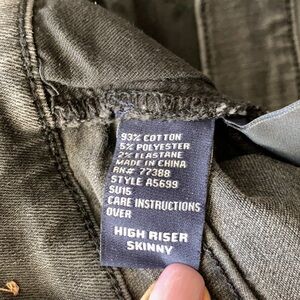 93% COTTON
5% POLYESTER
2% ELASTANE
MADE IN CHINA
RN# 77388
STYLE A5699
SU15
CARE INSTRUCTIONS
OVER
HIGH RISER
SKINNY